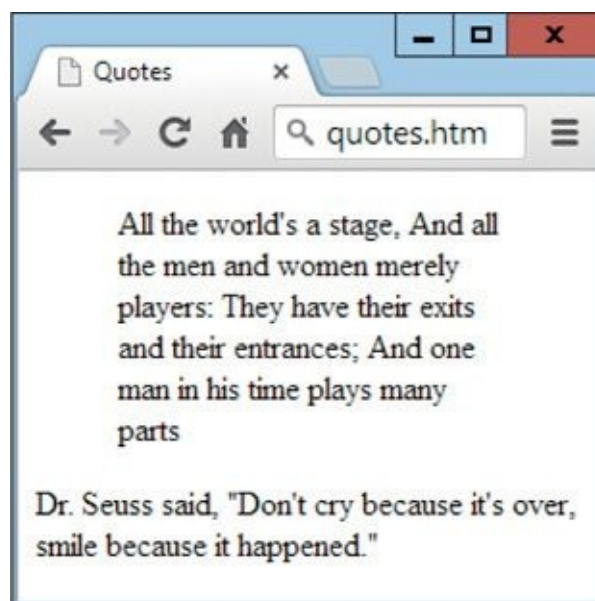 Quotes
quotes.htm
All the world's a stage, And all
the men and women merely
players: They have their exits
and their entrances; And one
man in his time plays many
parts
Dr. Seuss said, "Don't cry because it's over,
smile because it happened."